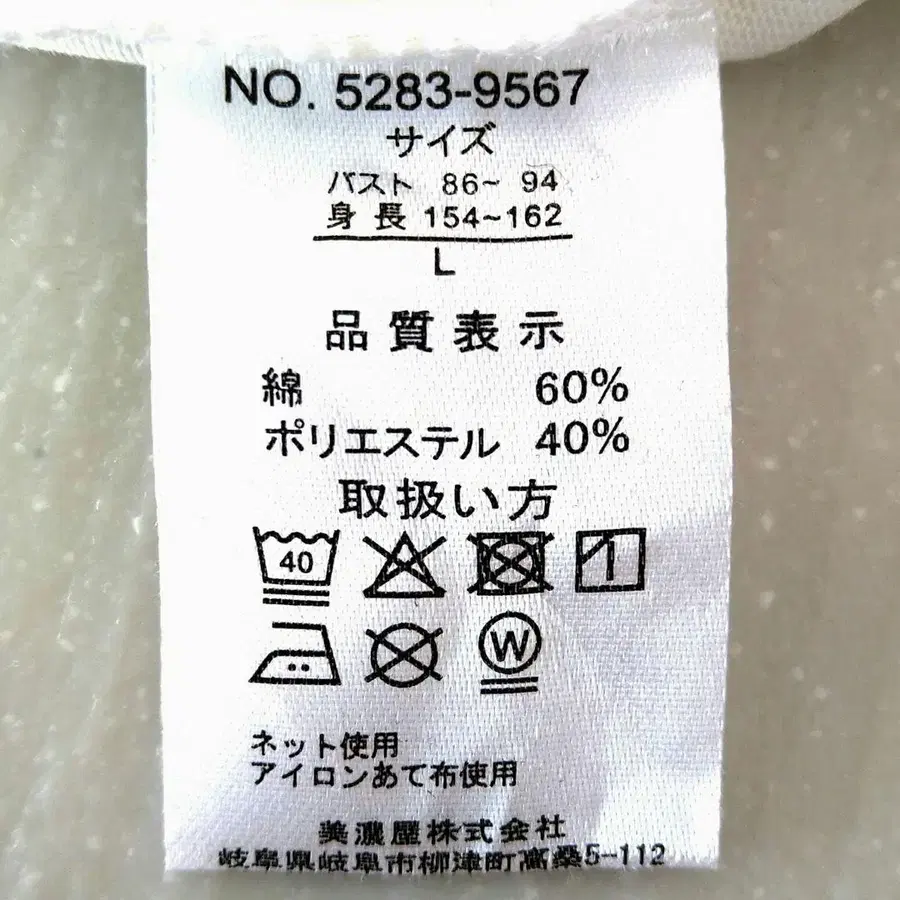 NO. 5283-9567
サイズ
バスト 86~ 94
身長 154~162
L
品質表示
綿 60%
ポリエステル 40%
取扱い方
40
W
ネット使用
アイロンあて布使用
美濃屋株式会社
岐阜県岐阜市柳津町高桑5-112